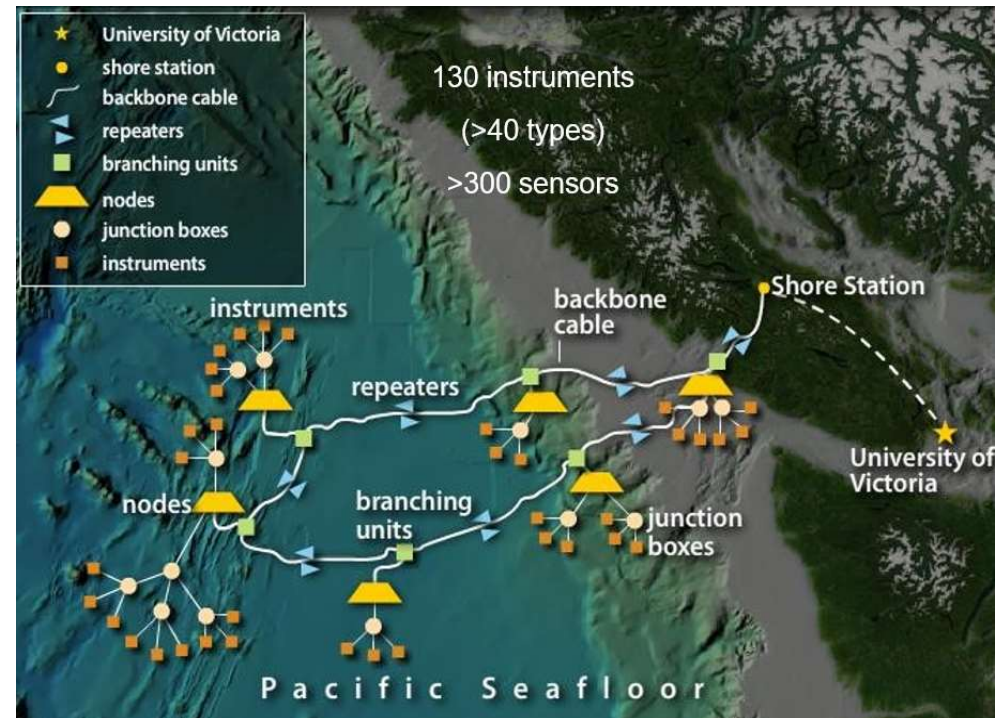 University of Victoria
shore station
backbone cable
repeaters
branching units
nodes
junction boxes
instruments
130 instruments
(>40 types)
>300 sensors
Shore Station
backbone
cable
instruments
repeaters
University of
Victoria
nodes
branching
units
junction
boxes
Pacific Seafloor